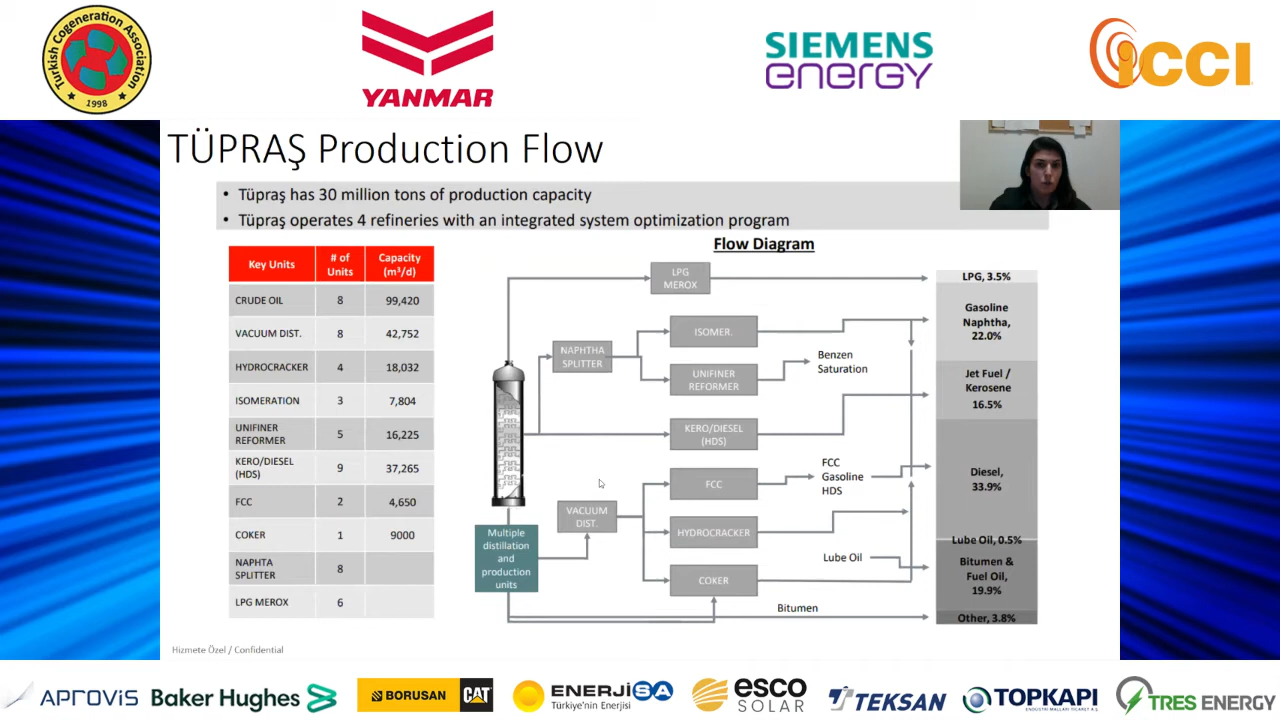 Turkish Cogeneration Association
1998
YANMAR
SIEMENS
energy
iCCI
TÜPRAŞ Production Flow
• Tüpraş has 30 million tons of production capacity
• Tüpraş operates 4 refineries with an integrated system optimization program
Key Units
# of
Units
Capacity
(m³/d)
CRUDE OIL 8 99,420
VACUUM DIST. 8 42,752
HYDROCRACKER 4 18,032
ISOMERATION 3 7,804
UNIFINER
REFORMER
5 16,225
KERO/DIESEL
(HDS)
9 37,265
FCC 2 4,650
COKER 1 9000
NAPHTA
SPLITTER
8
LPG MEROX 6
Flow Diagram
LPG
MEROX
ISOMER.
NAPHTHA
SPLITTER
UNIFINER
REFORMER
Benzen
Saturation
KERO/DIESEL
(HDS)
FCC
FCC
Gasoline
HDS
VACUUM
DIST.
HYDROCRACKER
Multiple
distillation
and
production
units
COKER
Lube Oil
Bitumen
LPG, 3.5%
Gasoline
Naphtha,
22.0%
Jet Fuel /
Kerosene
16.5%
Diesel,
33.9%
Lube Oil, 0.5%
Bitumen &
Fuel Oil,
19.9%
Other, 3.8%
Hizmete Özel / Confidential
APROVIS
Baker Hughes
BORUSAN
CAT
ENERJİSA
Türkiye'nin Enerjisi
esco
SOLAR
TEKSAN
TOPKAPI
ENDÜSTRİ MALLARI TİCARET A.Ş.
TRES ENERGY